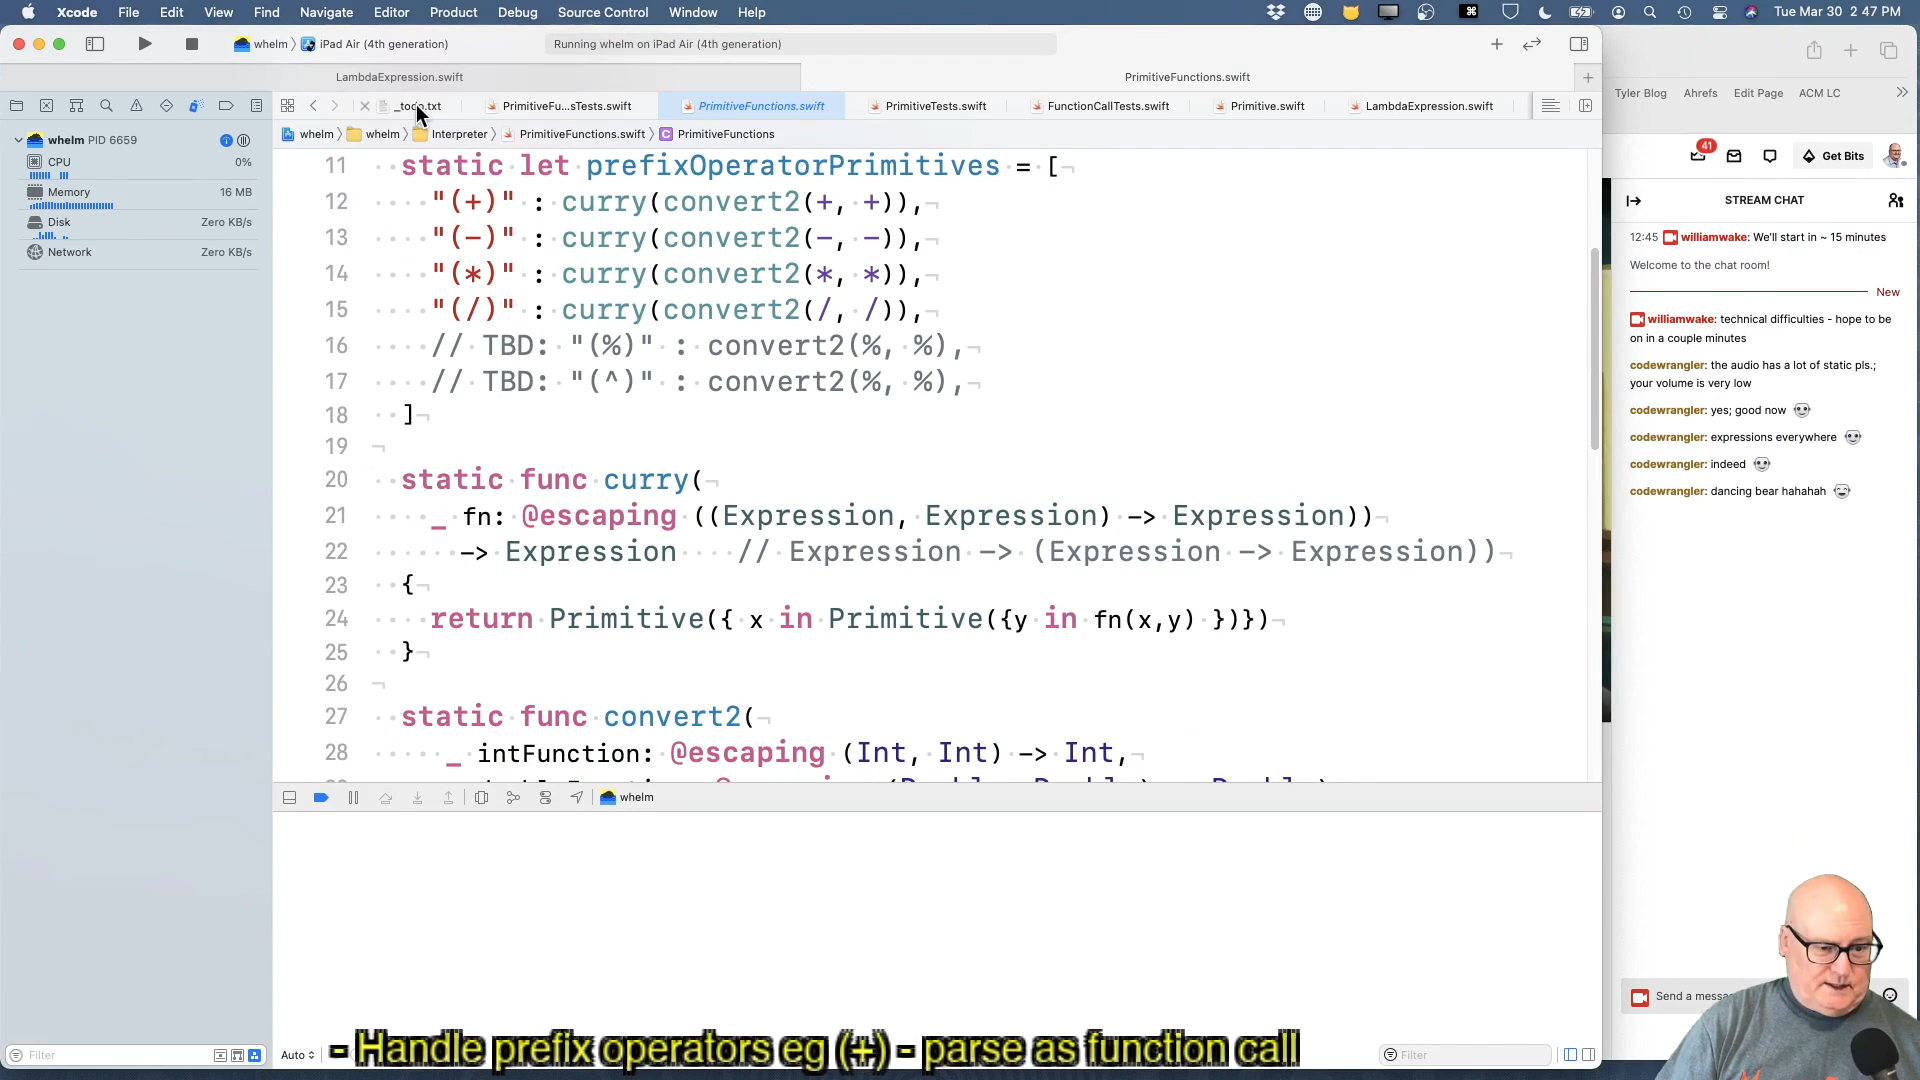 Xcode File Edit View Find Navigate Editor Product Debug Source Control Window Help Tue Mar 30 2:47 PM
whelm iPad Air (4th generation) Running whelm on iPad Air (4th generation)
LambdaExpression.swift PrimitiveFunctions.swift
_todo.txt PrimitiveFu...sTests.swift PrimitiveFunctions.swift PrimitiveTests.swift FunctionCallTests.swift Primitive.swift LambdaExpression.swift
whelm whelm Interpreter PrimitiveFunctions.swift PrimitiveFunctions
whelm PID 6659
CPU 0%
Memory 16 MB
Disk Zero KB/s
Network Zero KB/s
11 static let prefixOperatorPrimitives = [
12 "(+)" : curry(convert2(+, +)),
13 "(-)" : curry(convert2(-, -)),
14 "(*)" : curry(convert2(*, *)),
15 "(/)" : curry(convert2(/, /)),
16 // TBD: "(%)" : convert2(%, %),
17 // TBD: "(^)" : convert2(%, %),
18 ]
19
20 static func curry(
21 _ fn: @escaping ((Expression, Expression) -> Expression))
22 -> Expression // Expression -> (Expression -> Expression))
23 {
24 return Primitive({ x in Primitive({y in fn(x,y) })})
25 }
26
27 static func convert2(
28 _ intFunction: @escaping (Int, Int) -> Int,
whelm
Filter
Auto
Filter
- Handle prefix operators eg (+) - parse as function call
Tyler Blog Ahrefs Edit Page ACM LC
41
Get Bits
STREAM CHAT
12:45 williamwake: We'll start in ~ 15 minutes
Welcome to the chat room!
New
williamwake: technical difficulties - hope to be
on in a couple minutes
codewrangler: the audio has a lot of static pls.;
your volume is very low
codewrangler: yes; good now
codewrangler: expressions everywhere
codewrangler: indeed
codewrangler: dancing bear hahahah
Send a messa